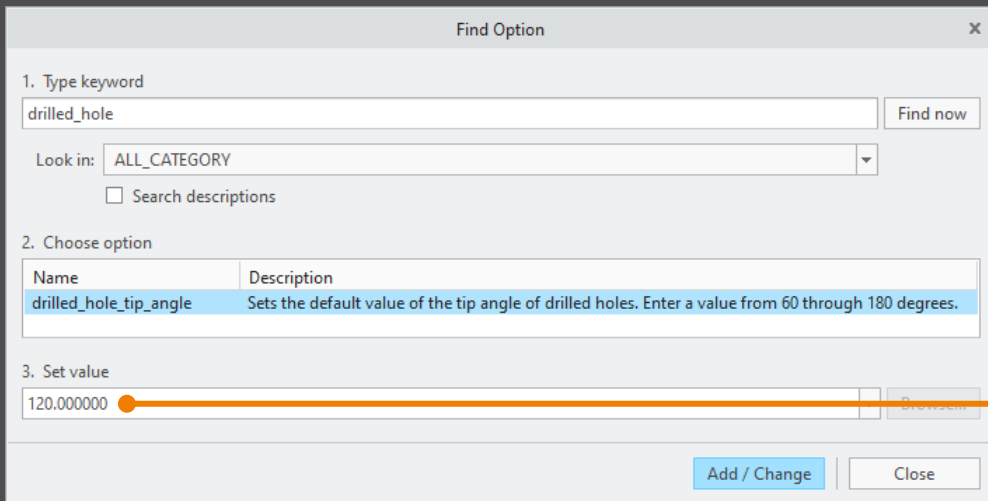 Find Option
1. Type keyword
drilled_hole
Find now
Look in: ALL_CATEGORY
Search descriptions
2. Choose option
Name Description
drilled_hole_tip_angle Sets the default value of the tip angle of drilled holes. Enter a value from 60 through 180 degrees.
3. Set value
120.000000
Browse...
Add / Change
Close